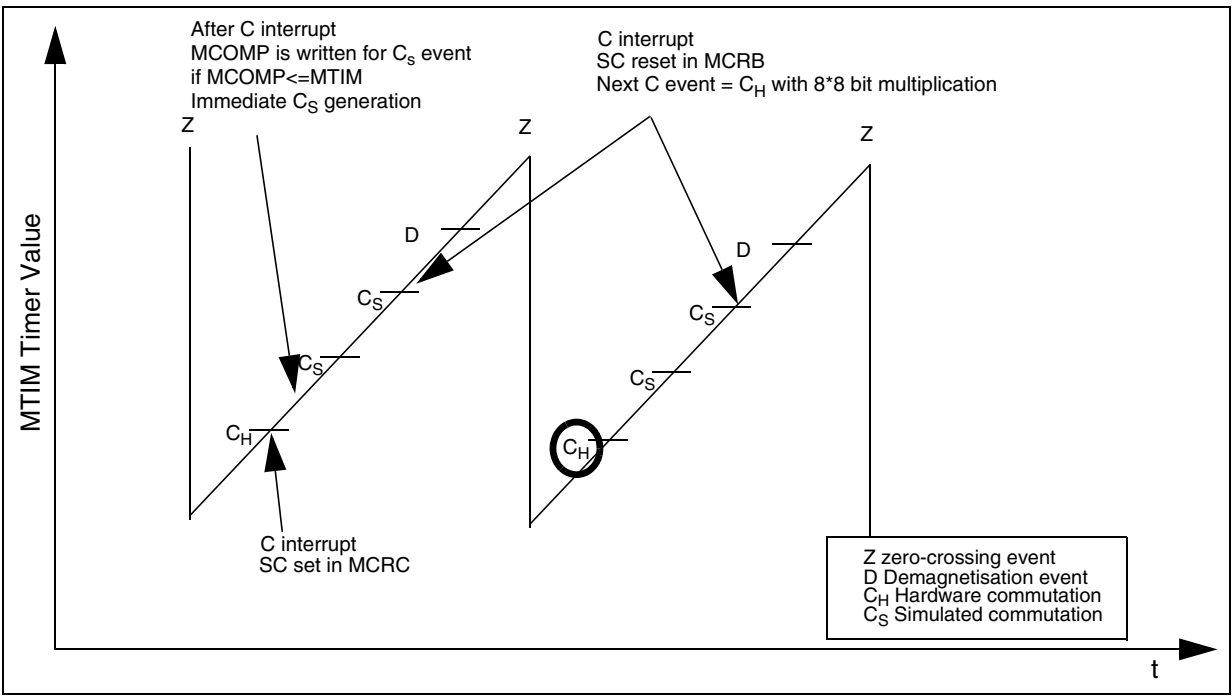 After C interrupt
MCOMP is written for Cs event
if MCOMP<=MTIM
Immediate CS generation
C interrupt
SC reset in MCRB
Next C event = CH with 8*8 bit multiplication
Z
Z
Z
MTIM Timer Value
D
D
CS
CS
CS
CS
CH
CH
C interrupt
SC set in MCRC
Z zero-crossing event
D Demagnetisation event
CH Hardware commutation
CS Simulated commutation
t